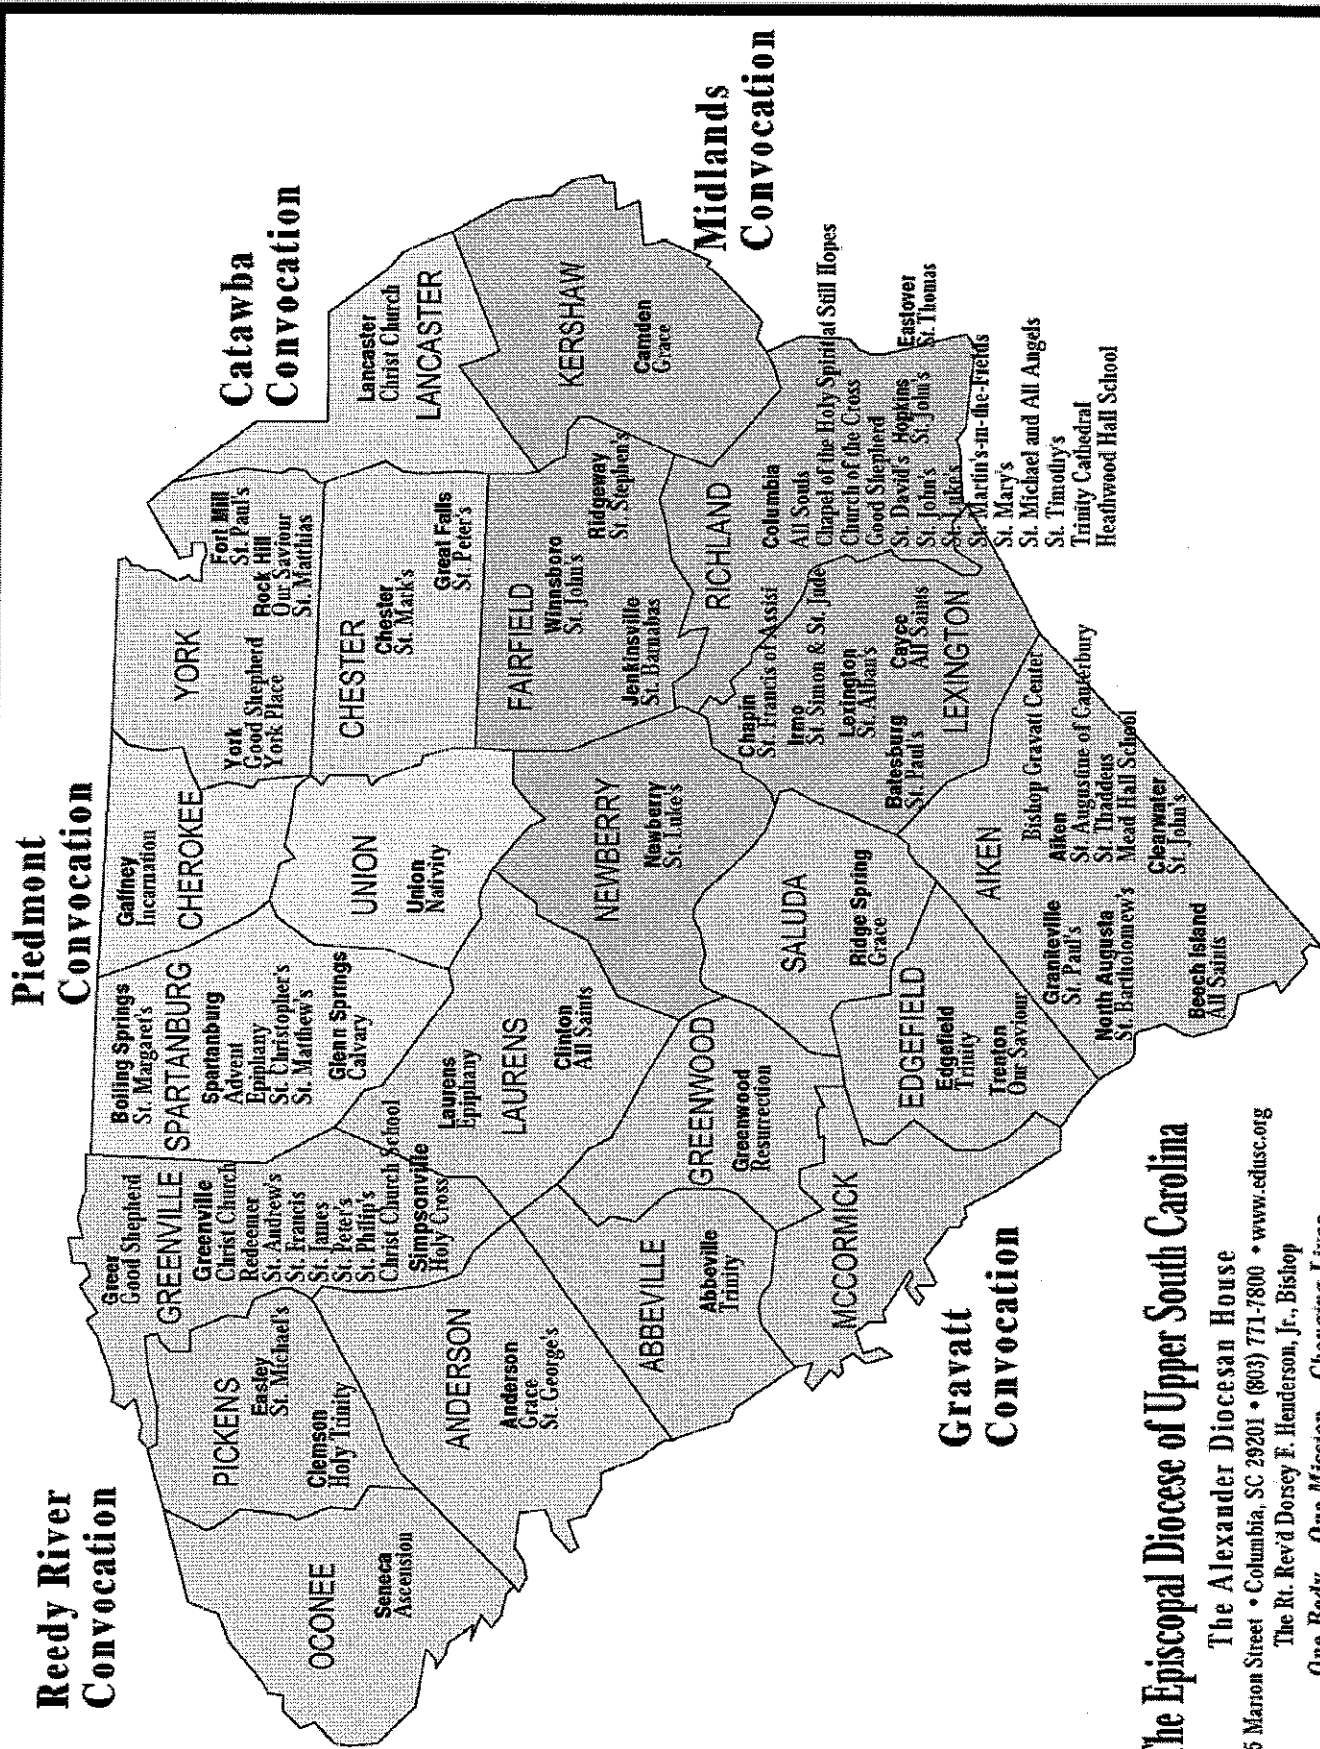 Reedy River
Convocation
Piedmont
Convocation
Catawba
Convocation
Midlands
Convocation
Gravatt
Convocation
OCONEE
Seneca
Ascension
PICKENS
Easley
St. Michael's
Clemson
Holy Trinity
Greer
Good Shepherd
GREENVILLE
Greenville
Christ Church
Redeemer
St. Andrew's
St. Francis
St. James
St. Peter's
St. Philip's
Christ Church School
Simpsonville
Holy Cross
ANDERSON
Anderson
Grace
St. George's
Boiling Springs
St. Margaret's
SPARTANBURG
Spartanburg
Advent
Epiphany
St. Christopher's
St. Matthew's
Glenn Springs
Calvary
Gaffney
Incarnation
CHEROKEE
UNION
Union
Nativity
Laurens
Epiphany
LAURENS
Clinton
All Saints
YORK
York
Good Shepherd
York Place
Fort Mill
St. Paul's
Rock Hill
Our Saviour
St. Mathias
CHESTER
Chester
St. Mark's
Great Falls
St. Peter's
Lancaster
Christ Church
LANCASTER
KERSHAW
Camden
Grace
FAIRFIELD
Winnsboro
St. John's
Ridgeway
St. Stephen's
Jenkinsville
St. Barnabas
NEWBERRY
Newberry
St. Luke's
RICHLAND
Columbia
All Souls
Chapel of the Holy Spirit at Still Hopes
Church of the Cross
Good Shepherd
St. David's
St. John's
St. Luke's
St. Martin's-in-the-Fields
St. Mary's
St. Michael and All Angels
St. Timothy's
Trinity Cathedral
Heathwood Hall School
Hopkins
St. John's
Eastover
St. Thomas
Chapin
St. Francis of Assisi
Irmo
St. Simon & St. Jude
Lexington
St. Alban's
Batesburg
St. Paul's
Cayce
All Saints
LEXINGTON
SALUDA
Ridge Spring
Grace
GREENWOOD
Greenwood
Resurrection
ABBEVILLE
Abbeville
Trinity
MCCORMICK
EDGEFIELD
Edgefield
Trinity
Trenton
Our Saviour
AIKEN
Bishop Gravatt Center
Aiken
St. Augustine of Canterbury
St. Thaddeus
Mead Hall School
Clearwater
St. John's
Graniteville
St. Paul's
North Augusta
St. Bartholomew's
Beech Island
All Saints
The Episcopal Diocese of Upper South Carolina
The Alexander Diocesan House
Marion Street • Columbia, SC 29201 • (803) 771-7800 • www.edusc.org
The Rt. Rev'd Dorsey F. Henderson, Jr., Bishop
One Body One Mission Changing Lives